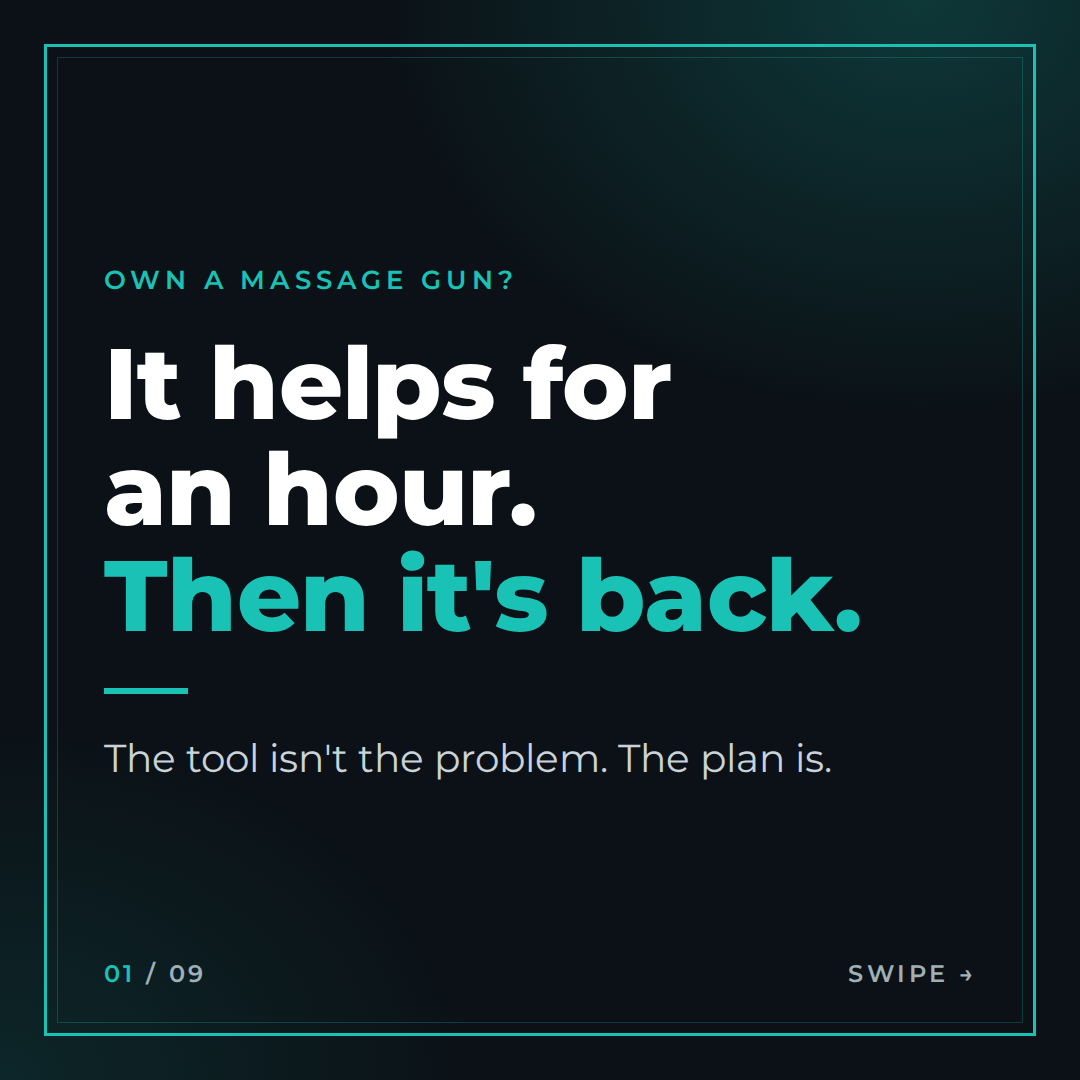 OWN A MASSAGE GUN?
It helps for
an hour.
Then it's back.
The tool isn't the problem. The plan is.
01 / 09
SWIPE →